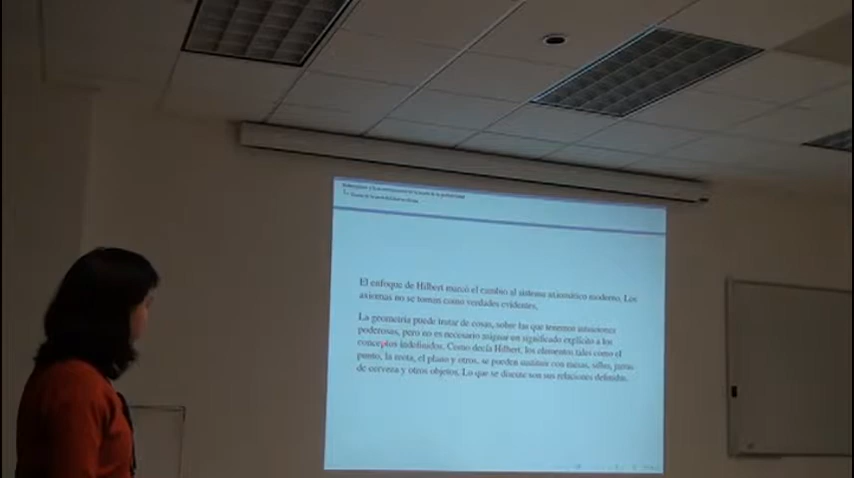 El enfoque de Hilbert marcó el cambio al sistema axiomático moderno. Los
axiomas no se toman como verdades evidentes.
La geometría puede tratar de cosas, sobre las que tenemos intuiciones
poderosas, pero no es necesario asignar un significado explícito a los
conceptos indefinidos. Como decía Hilbert, los elementos tales como el
punto, la recta, el plano y otros, se pueden sustituir con mesas, sillas, jarras
de cerveza y otros objetos. Lo que se discute son sus relaciones definidas.